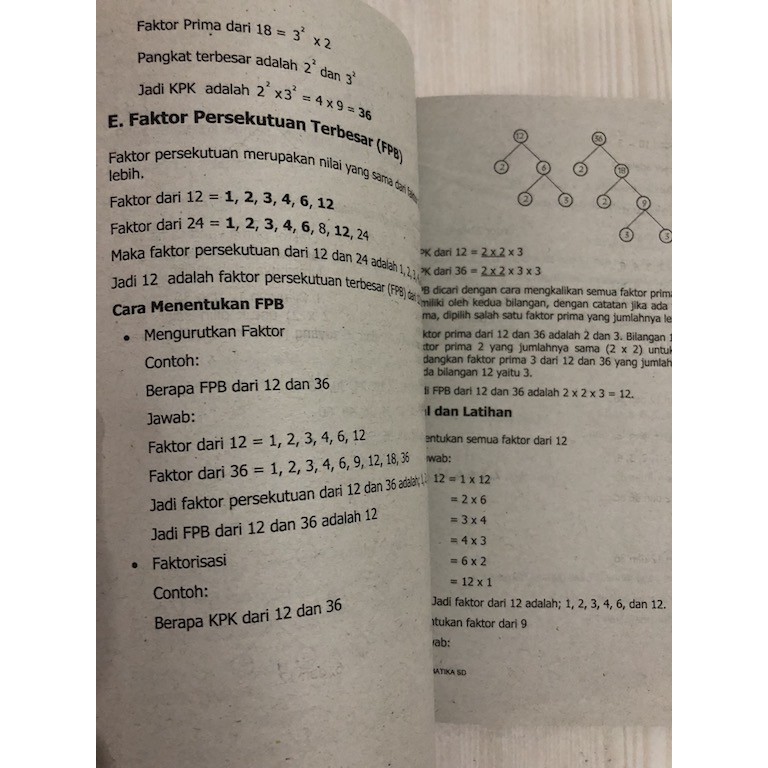 Faktor Prima dari 18 = 3² x 2
Pangkat terbesar adalah 2² dan 3²
Jadi KPK adalah 2² x3² = 4 x 9 = 36
E. Faktor Persekutuan Terbesar (FPB)
Faktor persekutuan merupakan nilai yang sama dari
lebih.
Faktor dari 12 = 1, 2, 3, 4, 6, 12
Faktor dari 24 = 1, 2, 3, 4, 6, 8, 12, 24
Maka faktor persekutuan dari 12 dan 24 adalah 1, 2,
Jadi 12 adalah faktor persekutuan terbesar (FPB)
Cara Menentukan FPB
• Mengurutkan Faktor
Contoh:
Berapa FPB dari 12 dan 36
Jawab:
Faktor dari 12 = 1, 2, 3, 4, 6, 12
Faktor dari 36 = 1, 2, 3, 4, 6, 9, 12, 18, 36
Jadi faktor persekutuan dari 12 dan 36 adalah;
Jadi FPB dari 12 dan 36 adalah 12
• Faktorisasi
Contoh:
Berapa KPK dari 12 dan 36
12 36
2 6 2 18
2 3 2 9
3 3
PK dari 12 = 2 x 2 x 3
PK dari 36 = 2 x 2 x 3 x 3
PB dicari dengan cara mengkalikan semua faktor prima
miliki oleh kedua bilangan, dengan catatan jika ada
ma, dipilih salah satu faktor prima yang jumlahnya le
ktor prima dari 12 dan 36 adalah 2 dan 3. Bilangan 1
ktor prima 2 yang jumlahnya sama (2 x 2) untuk
dangkan faktor prima 3 dari 12 dan 36 yang jumlah
da bilangan 12 yaitu 3.
di FPB dari 12 dan 36 adalah 2 x 2 x 3 = 12.
l dan Latihan
entukan semua faktor dari 12
wab:
12 = 1 x 12
= 2 x 6
= 3 x 4
= 4 x 3
= 6 x 2
= 12 x 1
Jadi faktor dari 12 adalah; 1, 2, 3, 4, 6, dan 12.
ntukan faktor dari 9
ab:
MATIKA SD